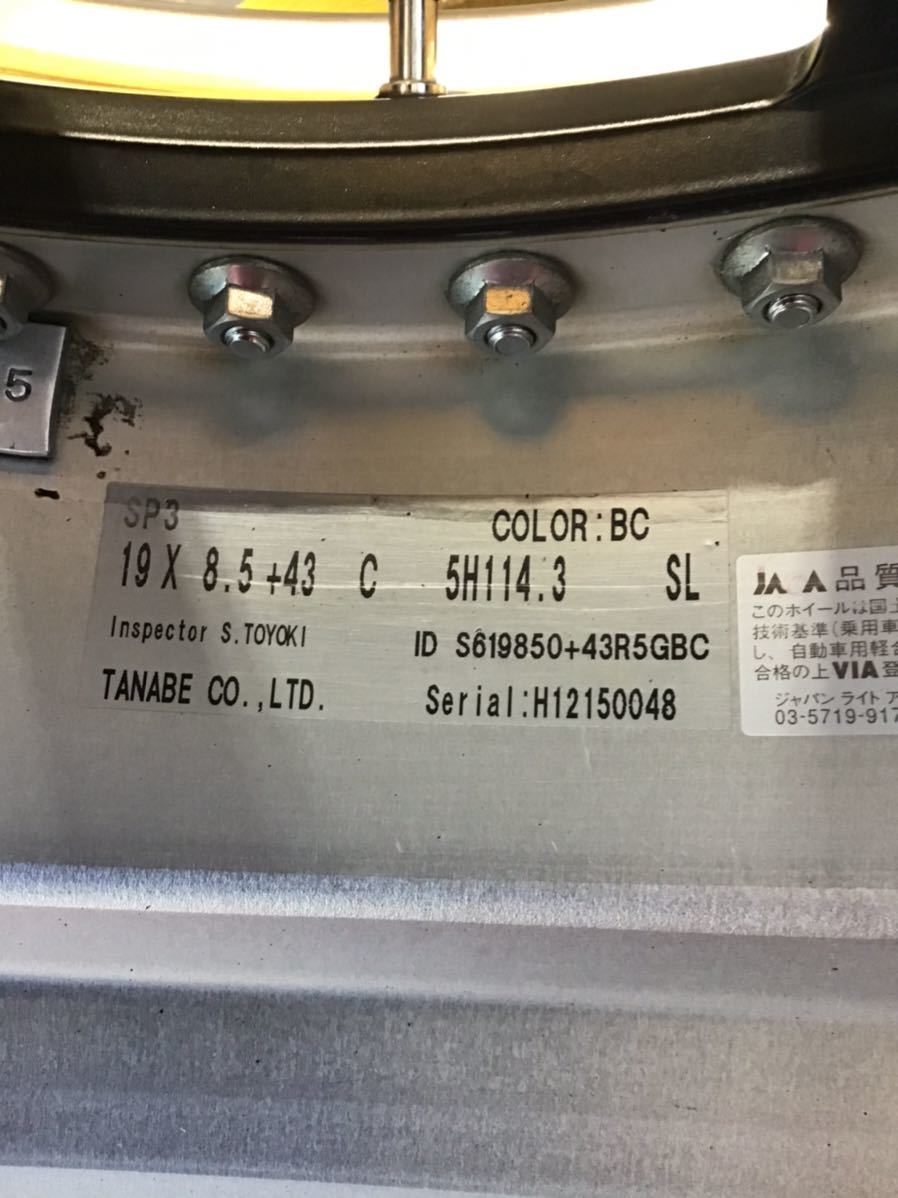 5
SP3 COLOR:BC
19 X 8.5 +43 C 5H114.3 SL
Inspector S.TOYOKI ID S619850+43R5GBC
TANABE CO.,LTD. Serial:H12150048
品質
このホイールは国土
技術基準(乗用車
し、自動車用軽合
合格の上VIA登
ジャパン ライト ア
03-5719-917